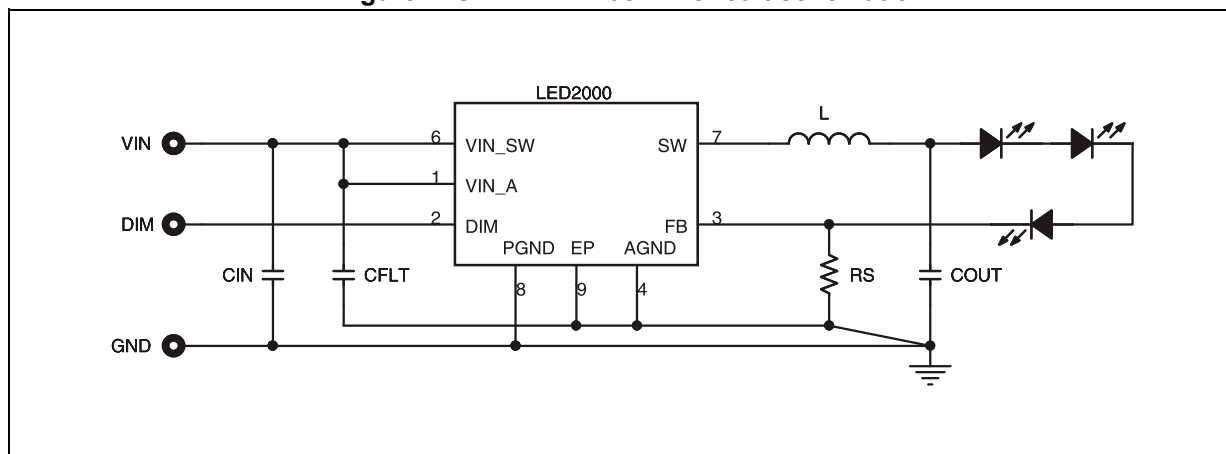 LED2000
L
VIN 6 VIN_SW SW 7
1 VIN_A
DIM 2 DIM FB 3
PGND EP AGND
CIN CFLT 8 9 4 RS COUT
GND